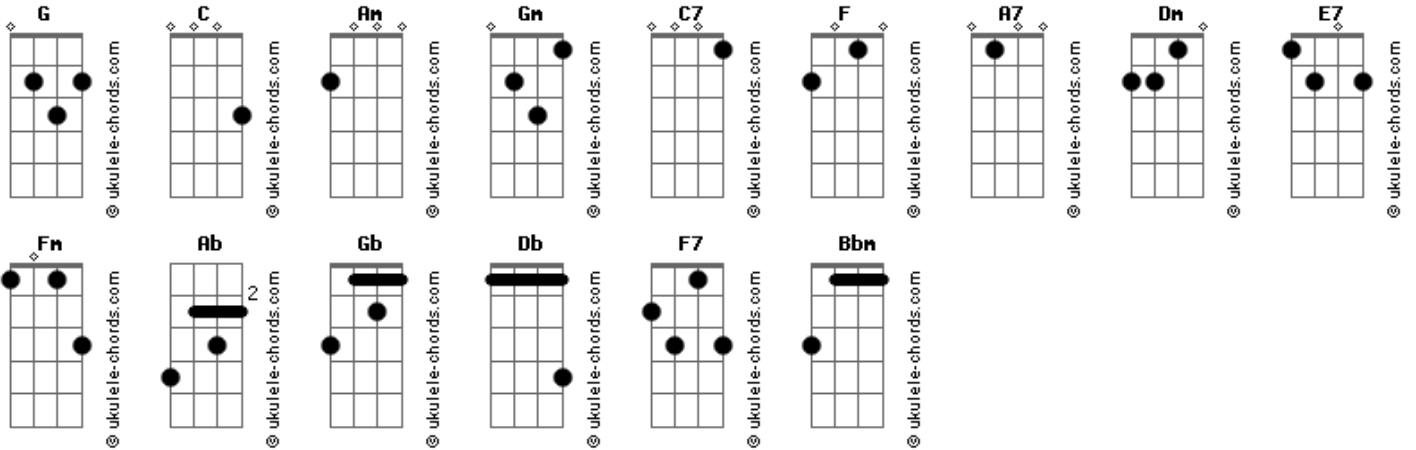 G C Am Gm C7 F A7 Dm E7
© ukulele-chords.com © ukulele-chords.com © ukulele-chords.com © ukulele-chords.com © ukulele-chords.com © ukulele-chords.com © ukulele-chords.com © ukulele-chords.com © ukulele-chords.com
Fm Ab Gb Db F7 Bbm
2
© ukulele-chords.com © ukulele-chords.com © ukulele-chords.com © ukulele-chords.com © ukulele-chords.com © ukulele-chords.com